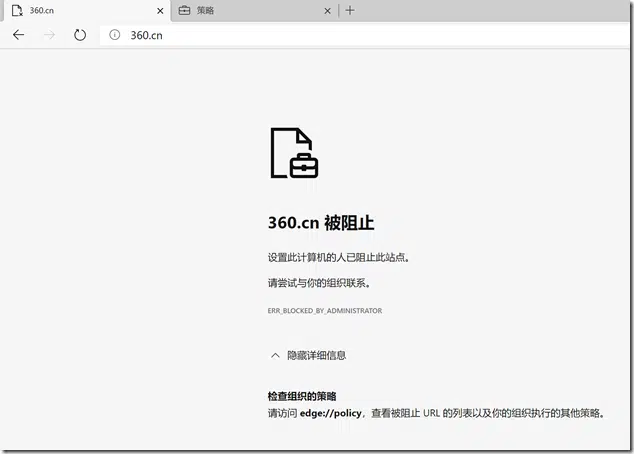 360.cn
策略
360.cn
360.cn 被阻止
设置此计算机的人已阻止此站点。
请尝试与你的组织联系。
ERR_BLOCKED_BY_ADMINISTRATOR
隐藏详细信息
检查组织的策略
请访问 edge://policy，查看被阻止 URL 的列表以及你的组织执行的其他策略。